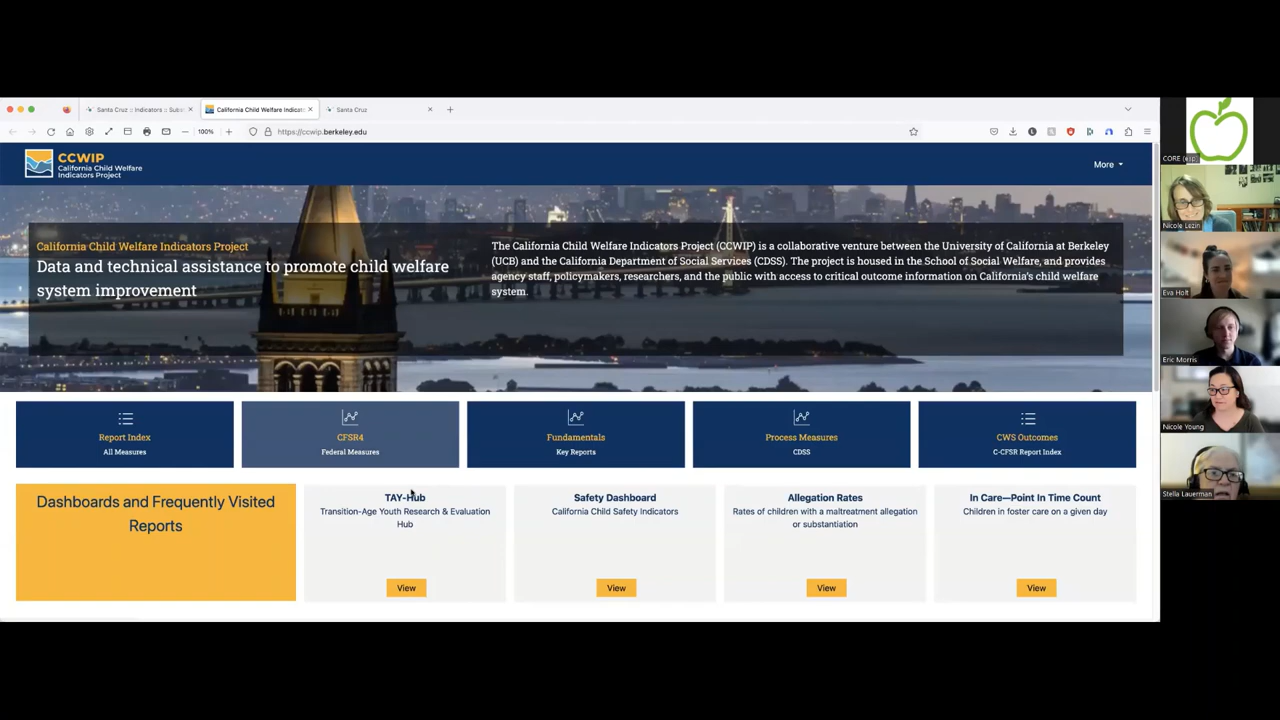 Santa Cruz :: Indicators :: Subs
California Child Welfare Indicator
Santa Cruz
100%
https://ccwip.berkeley.edu
CCWIP
California Child Welfare
Indicators Project
More
California Child Welfare Indicators Project
Data and technical assistance to promote child welfare
system improvement
The California Child Welfare Indicators Project (CCWIP) is a collaborative venture between the University of California at Berkeley
(UCB) and the California Department of Social Services (CDSS). The project is housed in the School of Social Welfare, and provides
agency staff, policymakers, researchers, and the public with access to critical outcome information on California's child welfare
system.
Report Index
All Measures
CFSR4
Federal Measures
Fundamentals
Key Reports
Process Measures
CDSS
CWS Outcomes
C-CFSR Report Index
Dashboards and Frequently Visited
Reports
TAY-Hub
Transition-Age Youth Research & Evaluation
Hub
View
Safety Dashboard
California Child Safety Indicators
View
Allegation Rates
Rates of children with a maltreatment allegation
or substantiation
View
In Care—Point In Time Count
Children in foster care on a given day
View
CORE
Nicole Lezin
Eva Holt
Eric Morris
Nicole Young
Stella Lauerman